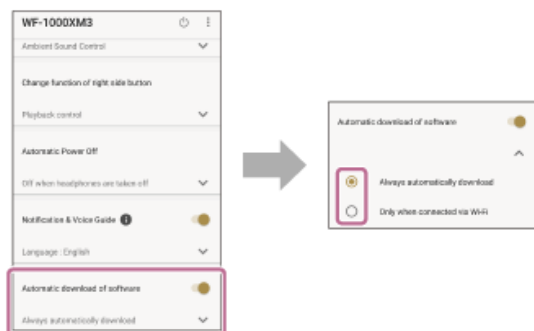 WF-1000XM3
Ambient Sound Control
Change function of right side button
Playback control
Automatic Power Off
Off when headphones are taken off
Notification & Voice Guide
Language : English
Automatic download of software
Always automatically download
Automatic download of software
Always automatically download
Only when connected via Wi-Fi